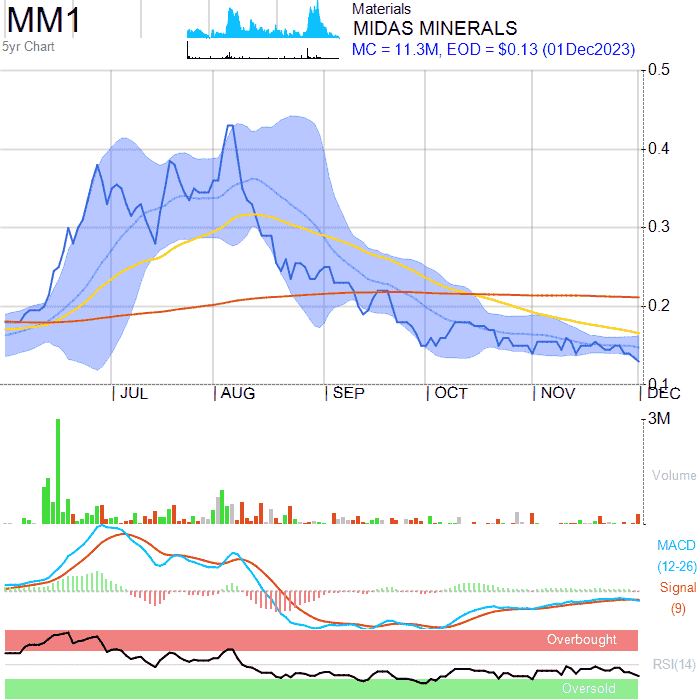 MM1
5yr Chart
Materials
MIDAS MINERALS
MC = 11.3M, EOD = $0.13 (01Dec2023)
0.5
0.4
0.3
0.2
0.1
JUL
AUG
SEP
OCT
NOV
DEC
3M
Volume
MACD
(12-26)
Signal
(9)
Overbought
RSI(14)
Oversold